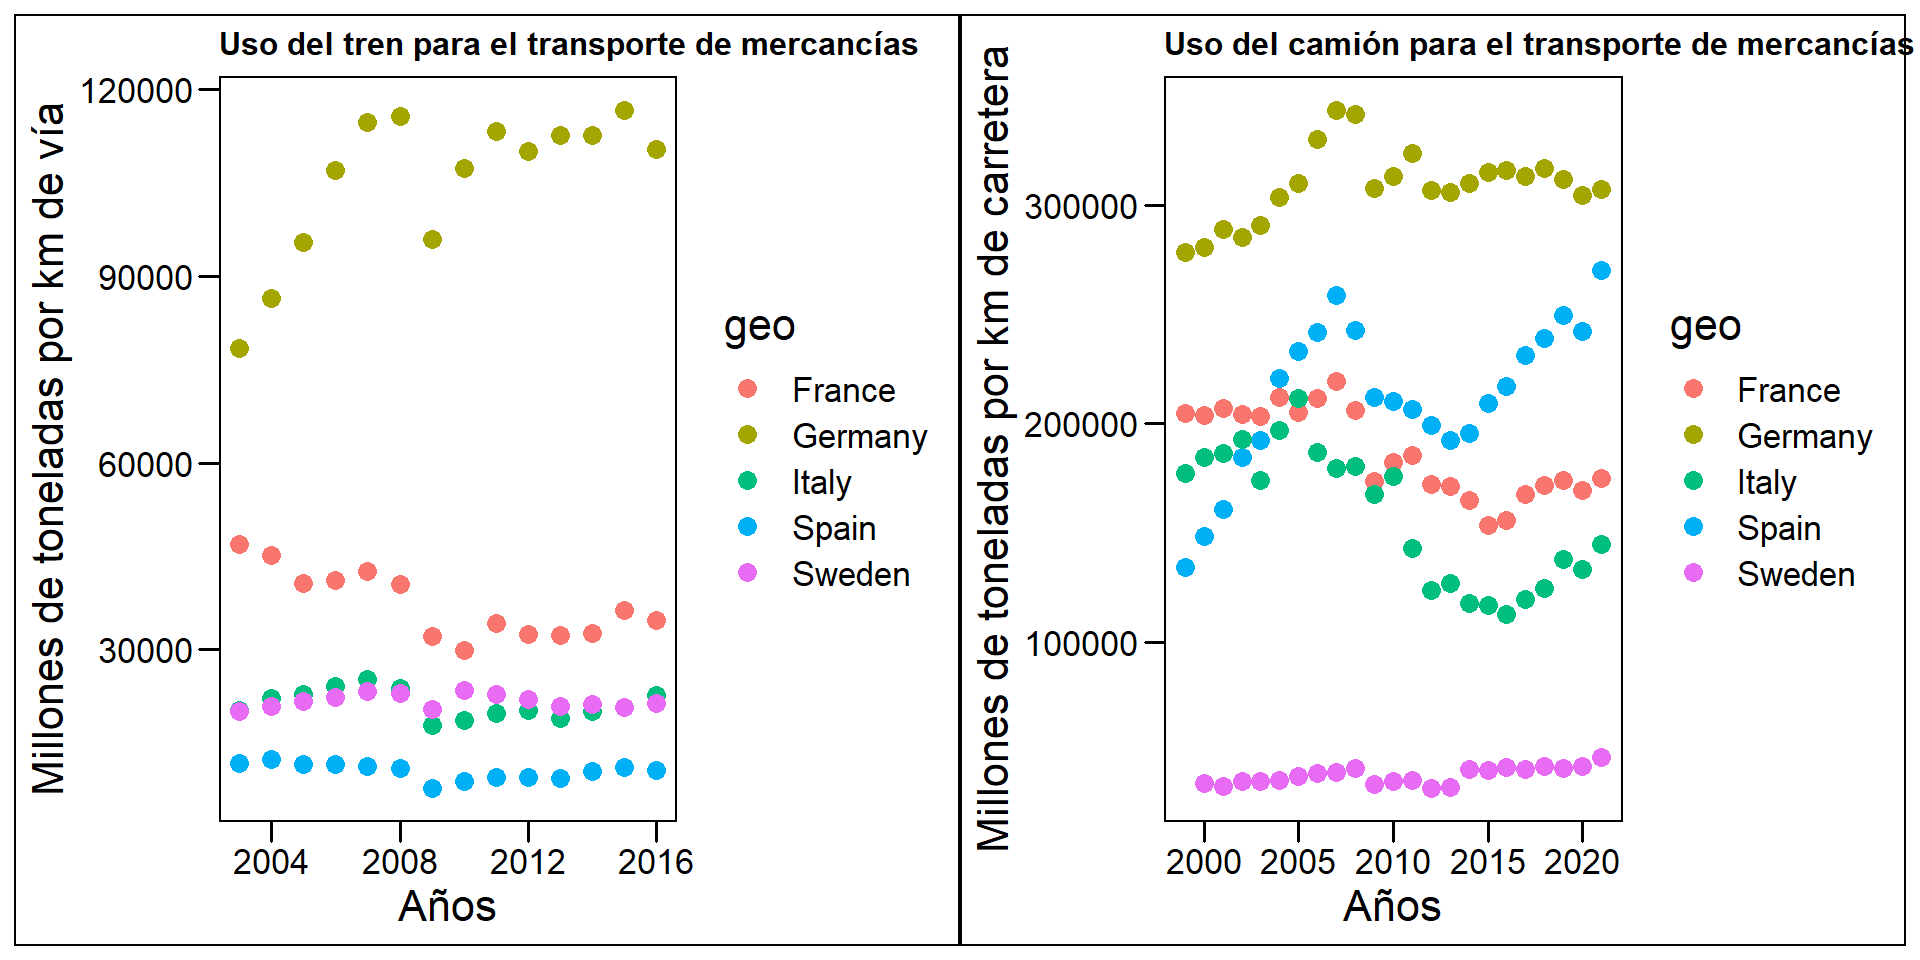 Uso del tren para el transporte de mercancías
Millones de toneladas por km de vía
120000
90000
60000
30000
2004 2008 2012 2016
Años
geo
France
Germany
Italy
Spain
Sweden
Uso del camión para el transporte de mercancías
Millones de toneladas por km de carretera
300000
200000
100000
2000 2005 2010 2015 2020
Años
geo
France
Germany
Italy
Spain
Sweden